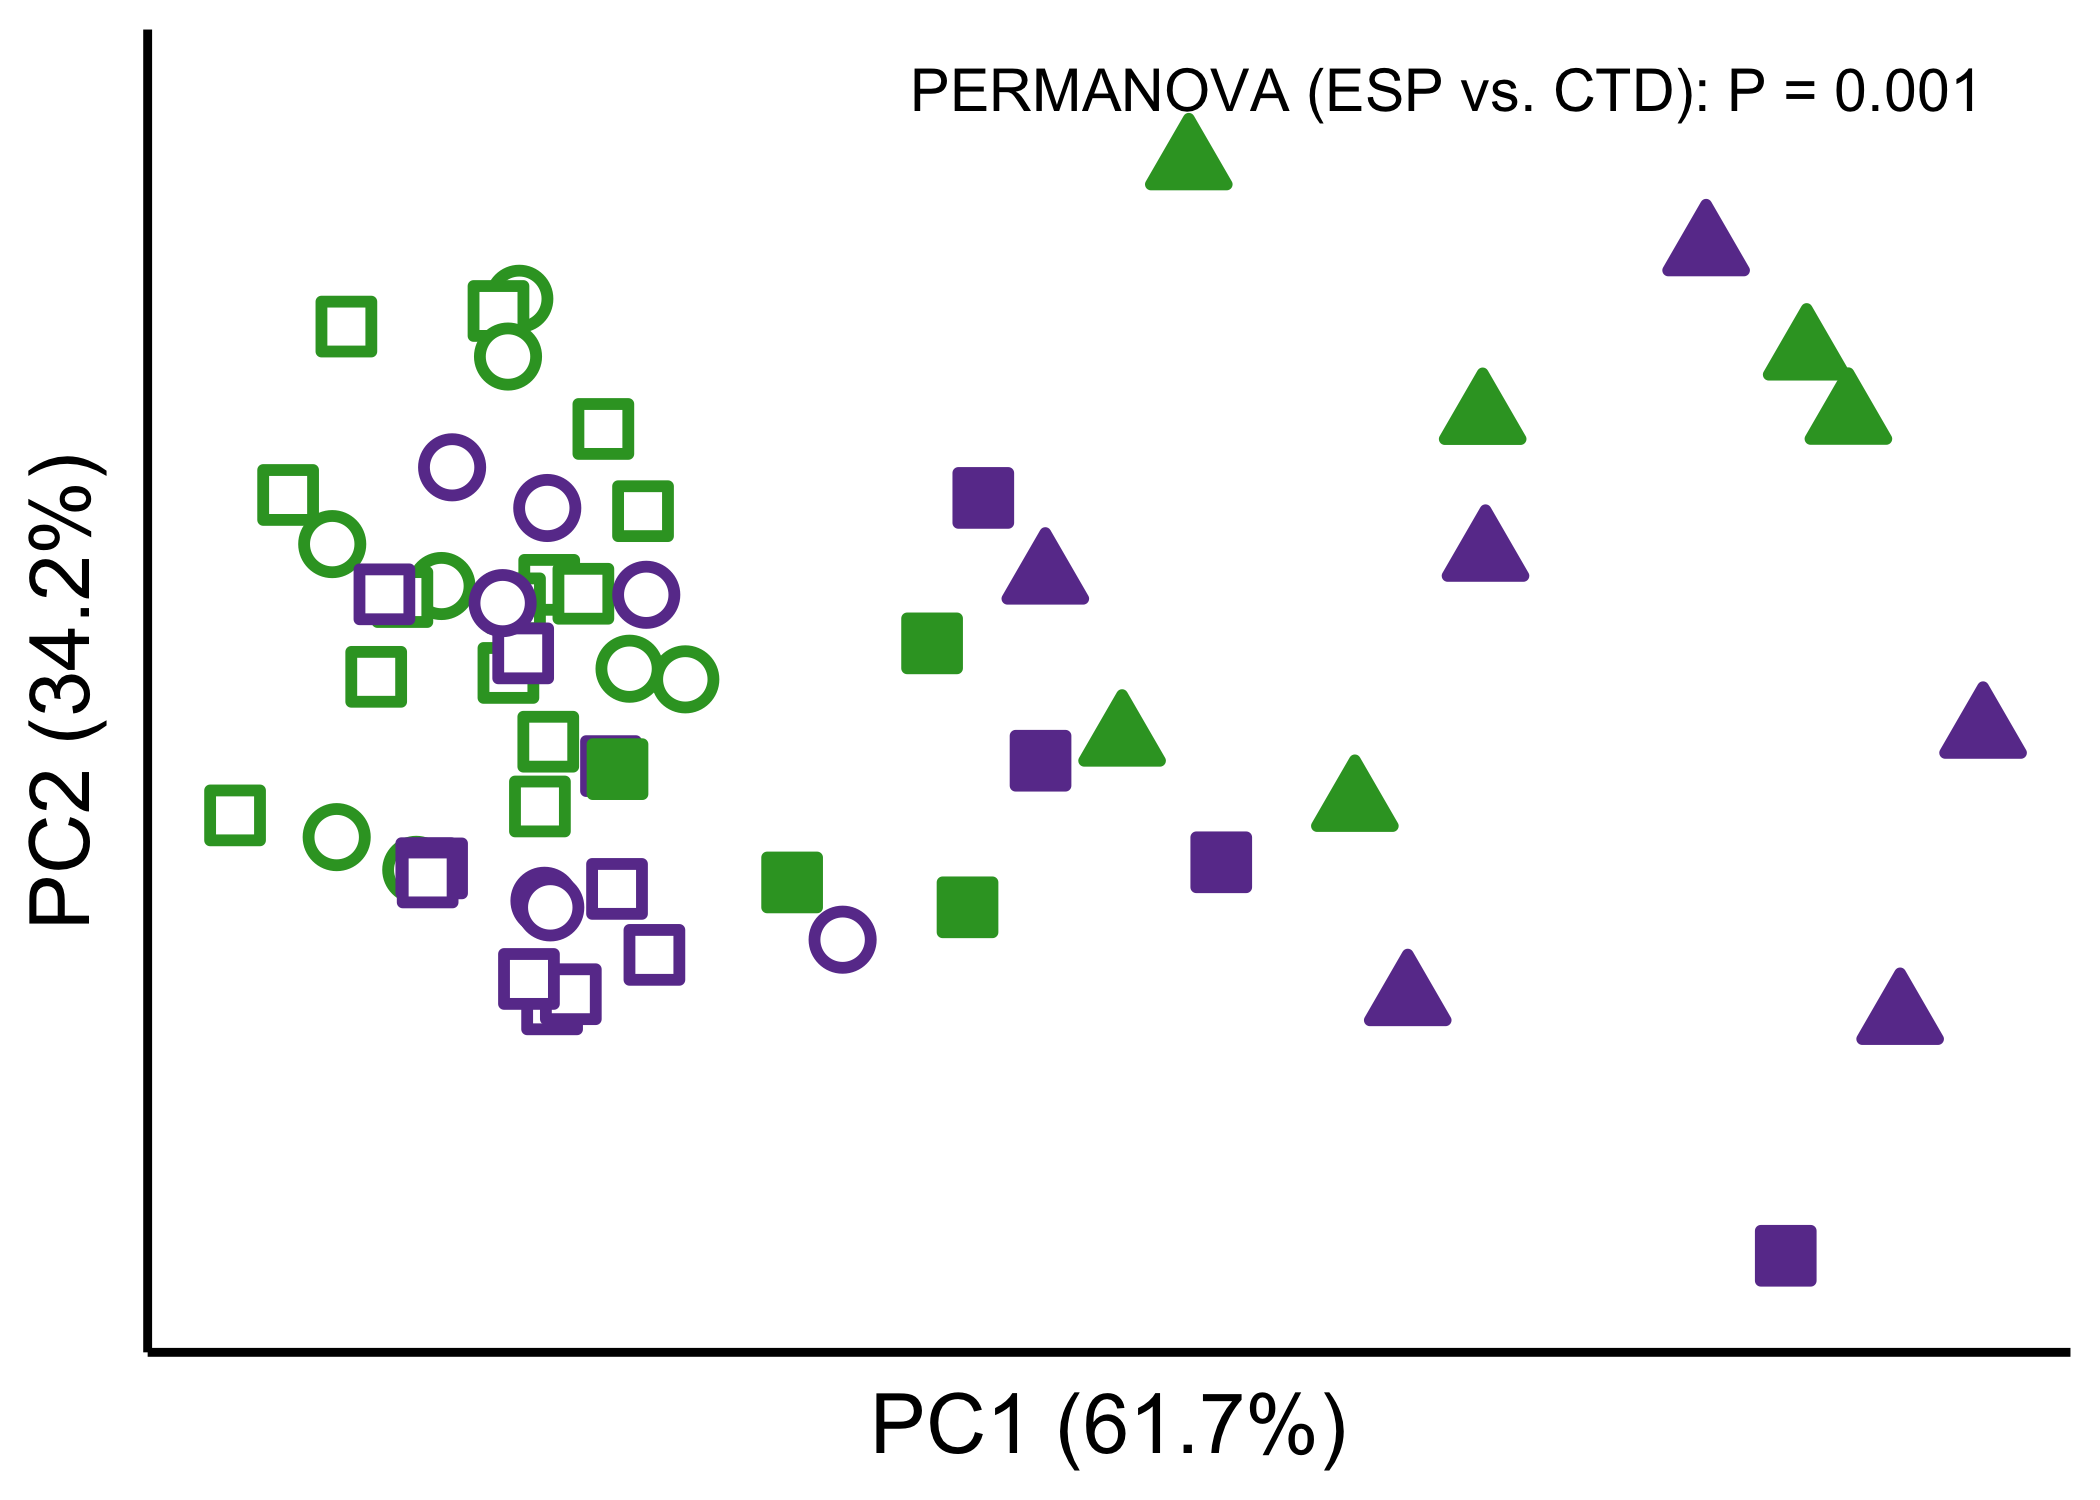 PERMANOVA (ESP vs. CTD): P = 0.001
PC2 (34.2%)
PC1 (61.7%)